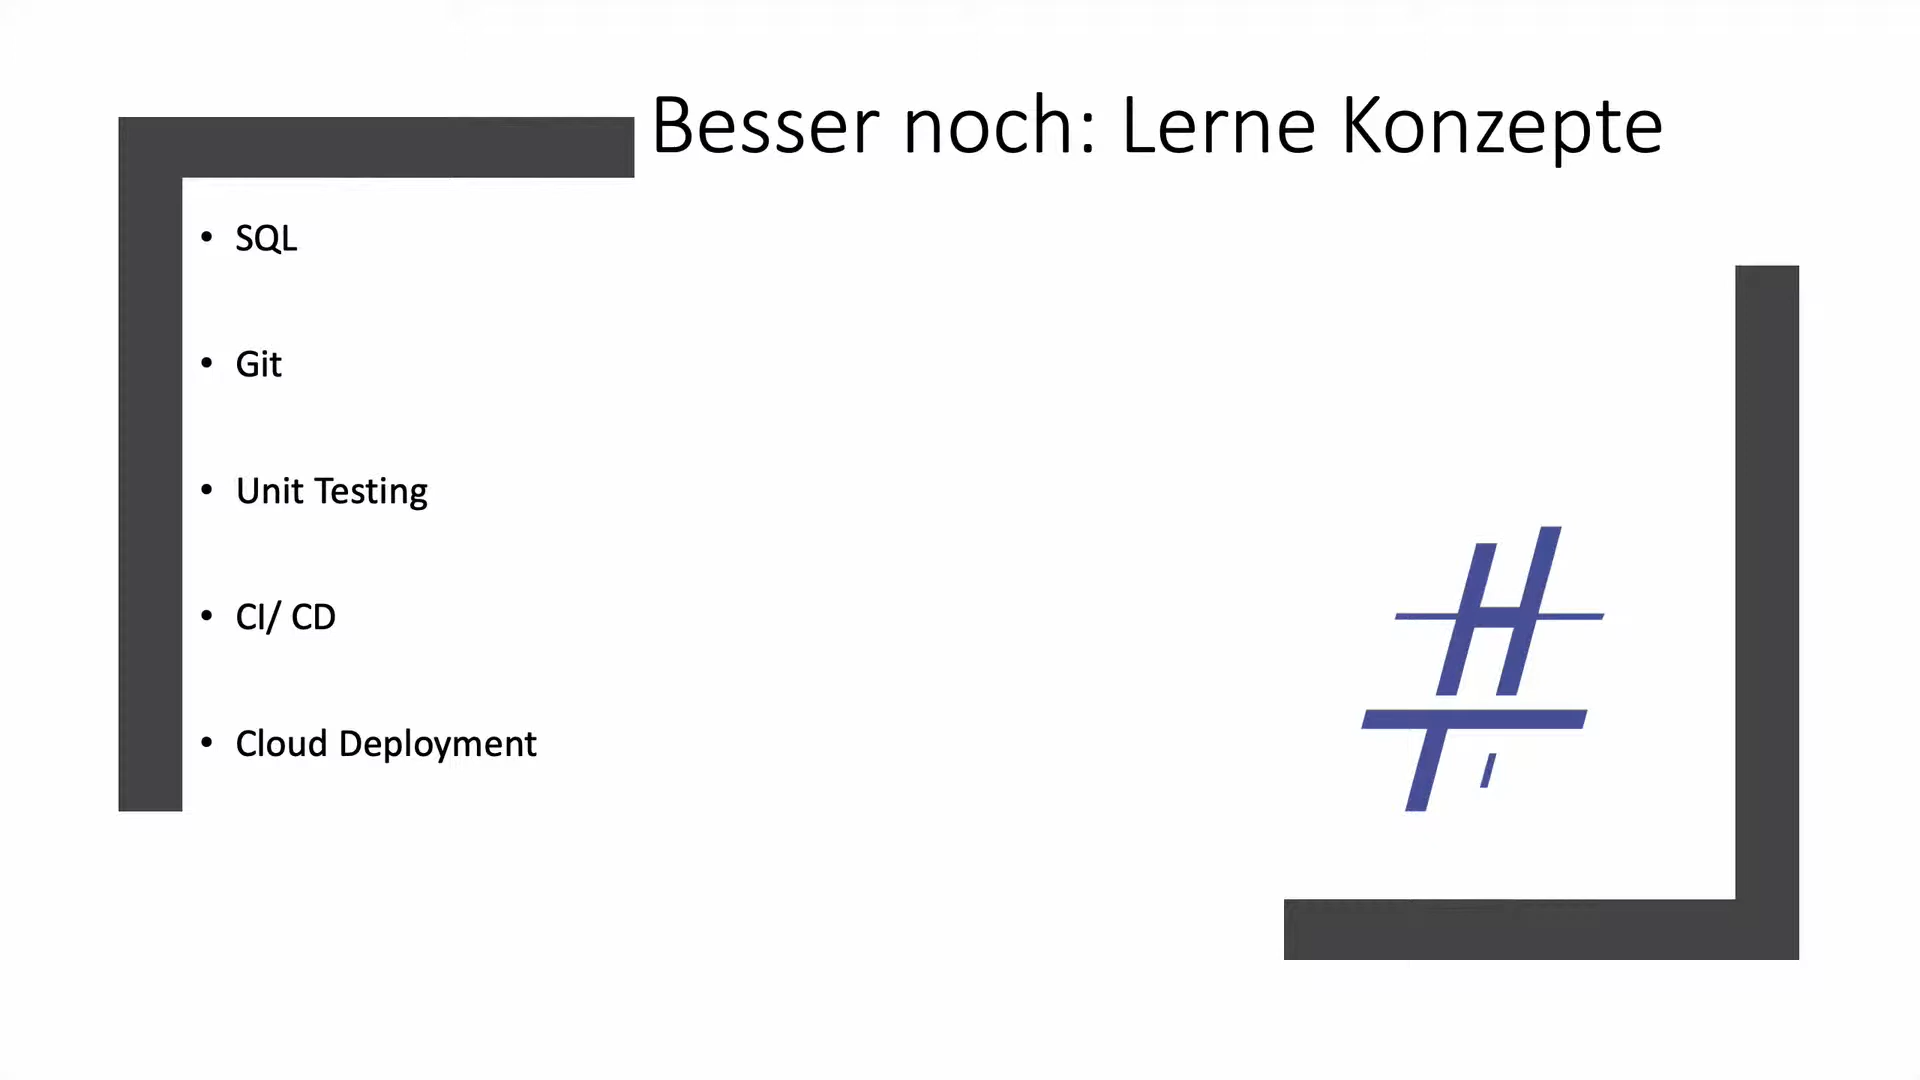 Besser noch: Lerne Konzepte
• SQL
• Git
• Unit Testing
• CI/ CD
• Cloud Deployment